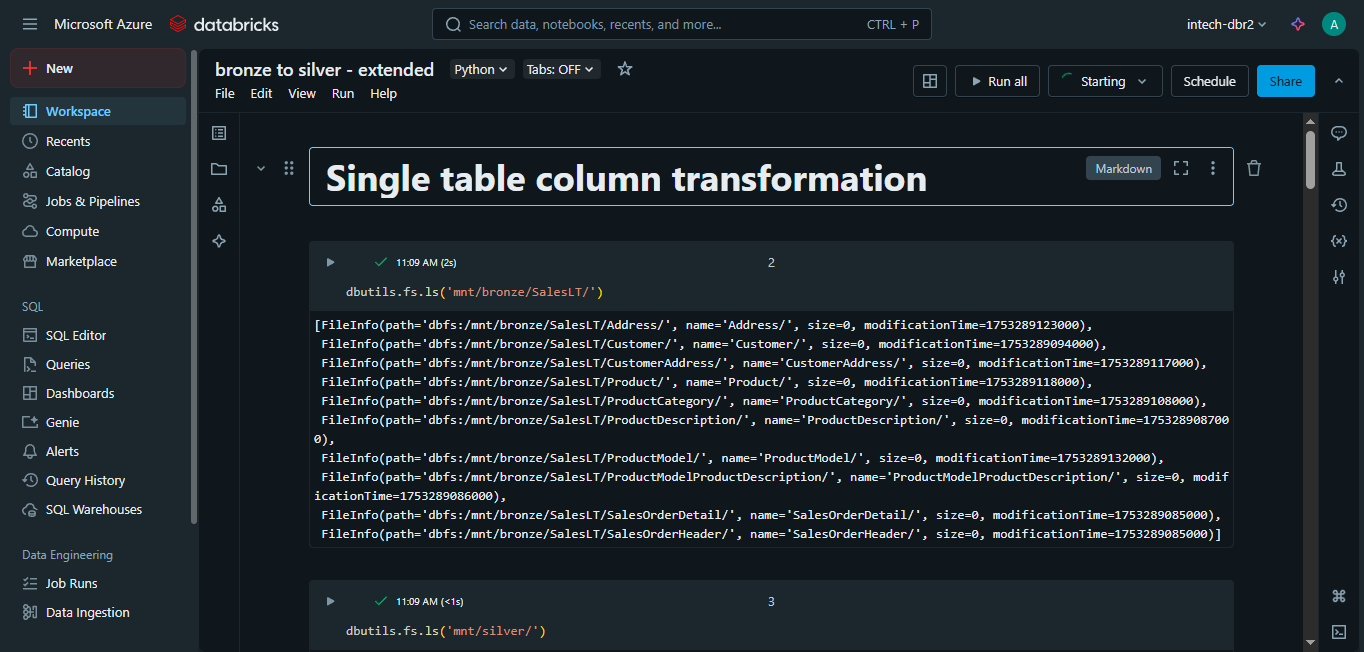 Microsoft Azure databricks Search data, notebooks, recents, and more... CTRL + P intech-dbr2 A
New
Workspace
Recents
Catalog
Jobs & Pipelines
Compute
Marketplace
SQL
SQL Editor
Queries
Dashboards
Genie
Alerts
Query History
SQL Warehouses
Data Engineering
Job Runs
Data Ingestion
bronze to silver - extended Python Tabs: OFF
File Edit View Run Help
Run all Starting Schedule Share
Single table column transformation Markdown
11:09 AM (2s) 2
dbutils.fs.ls('mnt/bronze/SalesLT/')
[FileInfo(path='dbfs:/mnt/bronze/SalesLT/Address/', name='Address/', size=0, modificationTime=1753289123000),
FileInfo(path='dbfs:/mnt/bronze/SalesLT/Customer/', name='Customer/', size=0, modificationTime=1753289094000),
FileInfo(path='dbfs:/mnt/bronze/SalesLT/CustomerAddress/', name='CustomerAddress/', size=0, modificationTime=1753289117000),
FileInfo(path='dbfs:/mnt/bronze/SalesLT/Product/', name='Product/', size=0, modificationTime=1753289118000),
FileInfo(path='dbfs:/mnt/bronze/SalesLT/ProductCategory/', name='ProductCategory/', size=0, modificationTime=1753289108000),
FileInfo(path='dbfs:/mnt/bronze/SalesLT/ProductDescription/', name='ProductDescription/', size=0, modificationTime=175328908700
0),
FileInfo(path='dbfs:/mnt/bronze/SalesLT/ProductModel/', name='ProductModel/', size=0, modificationTime=1753289132000),
FileInfo(path='dbfs:/mnt/bronze/SalesLT/ProductModelProductDescription/', name='ProductModelProductDescription/', size=0, modif
icationTime=1753289086000),
FileInfo(path='dbfs:/mnt/bronze/SalesLT/SalesOrderDetail/', name='SalesOrderDetail/', size=0, modificationTime=1753289085000),
FileInfo(path='dbfs:/mnt/bronze/SalesLT/SalesOrderHeader/', name='SalesOrderHeader/', size=0, modificationTime=1753289085000)]
11:09 AM (<1s) 3
dbutils.fs.ls('mnt/silver/')